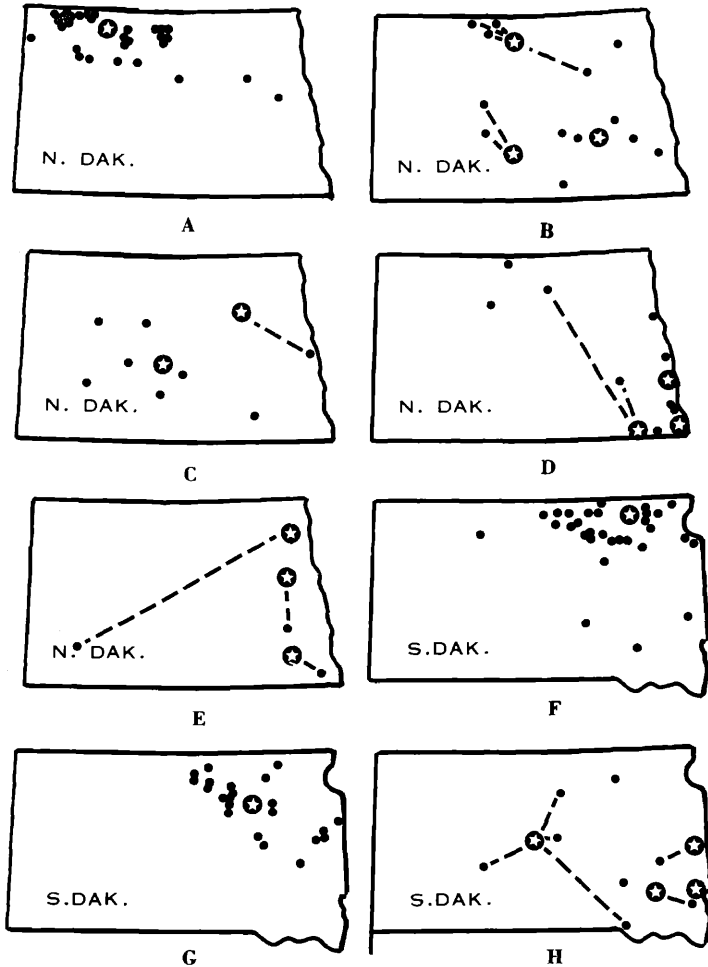 N. DAK.
A
N. DAK.
B
N. DAK.
C
N. DAK.
D
N. DAK.
E
S.DAK.
F
S.DAK.
G
S.DAK.
H